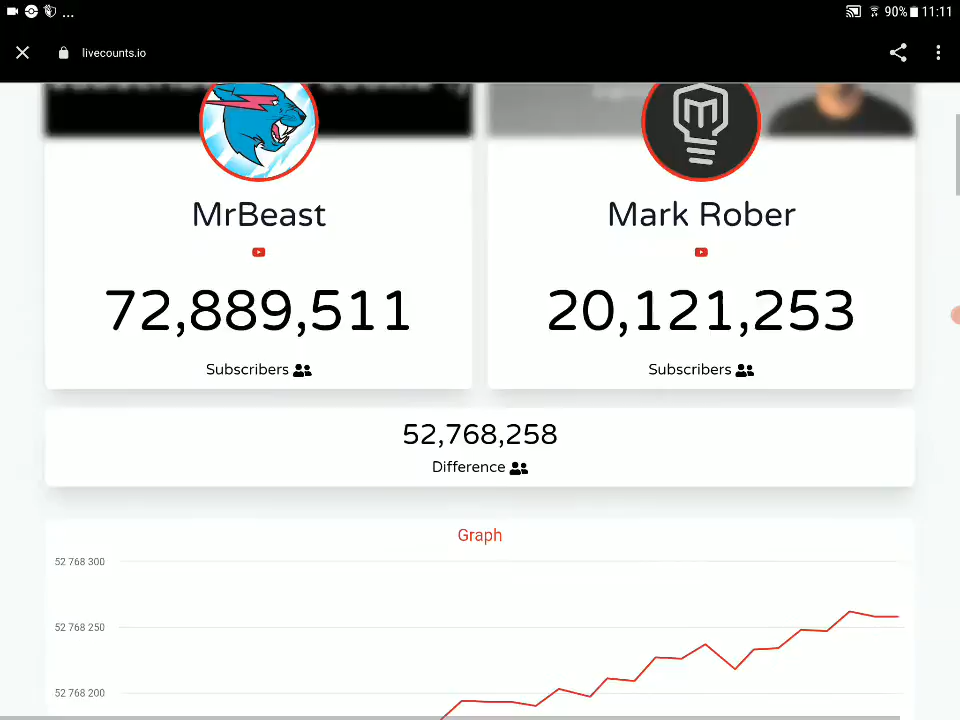 ... 90% 11:11
livecounts.io
MrBeast
Mark Rober
72,889,511
20,121,253
Subscribers
Subscribers
52,768,258
Difference
Graph
52 768 300
52 768 250
52 768 200